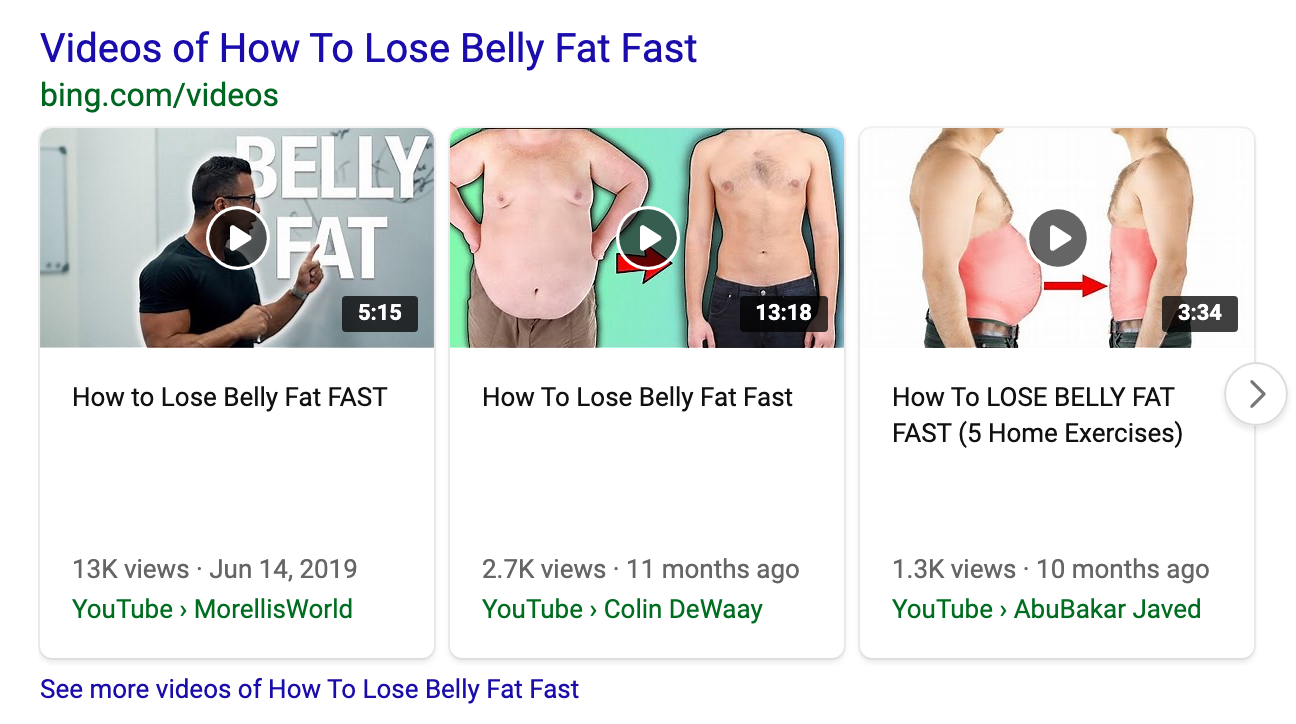 Videos of How To Lose Belly Fat Fast
bing.com/videos
BELLY
FAT
5:15
How to Lose Belly Fat FAST
13K views · Jun 14, 2019
YouTube › MorellisWorld
13:18
How To Lose Belly Fat Fast
2.7K views · 11 months ago
YouTube › Colin DeWaay
3:34
How To LOSE BELLY FAT
FAST (5 Home Exercises)
1.3K views · 10 months ago
YouTube › AbuBakar Javed
See more videos of How To Lose Belly Fat Fast